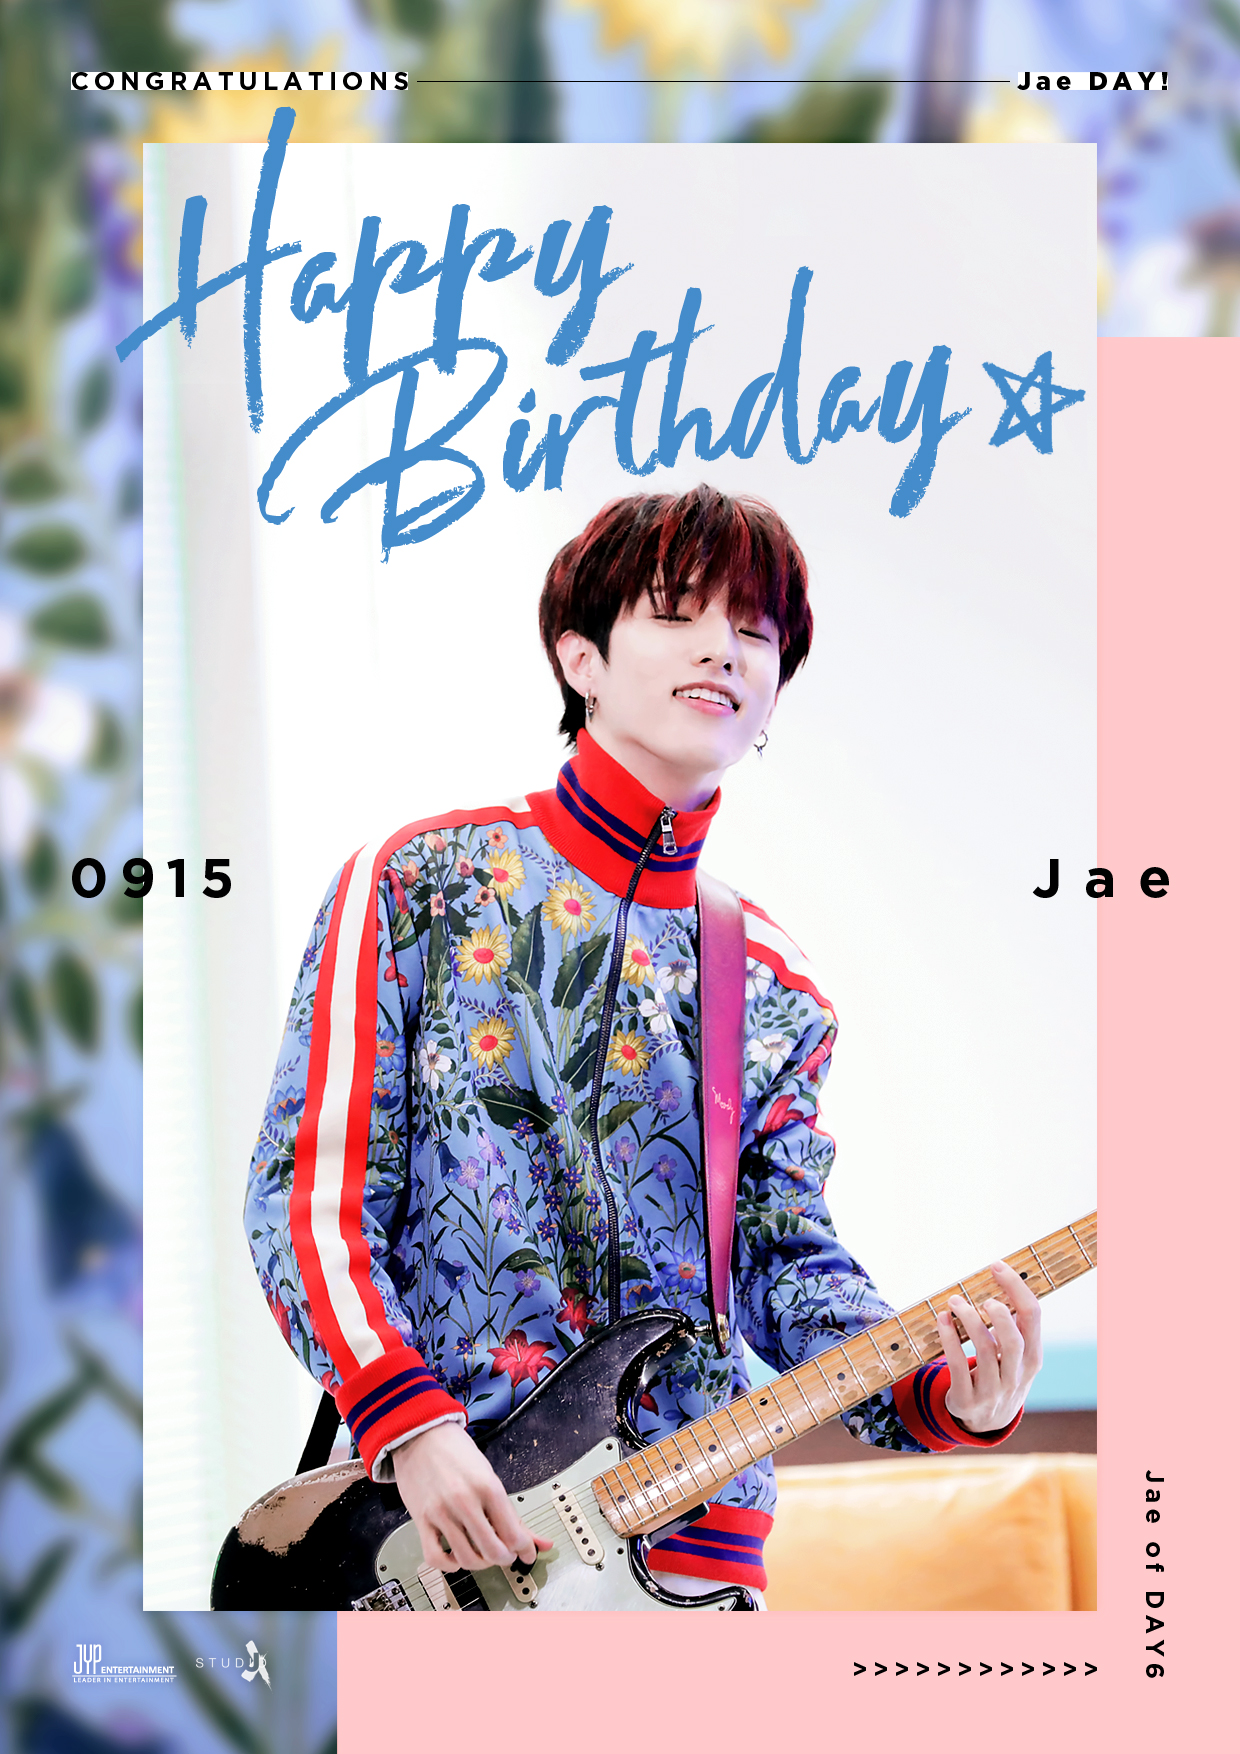 CONGRATULATIONS
Jae DAY!
Happy
Birthday
0915
Jae
Jae of DAY6
JYP ENTERTAINMENT
LEADER IN ENTERTAINMENT
STUDIO
>>>>>>>>>>>>